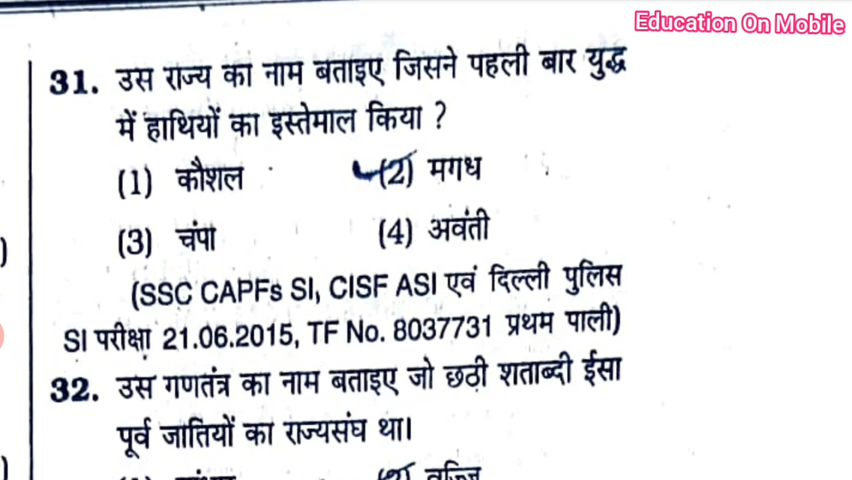 Education On Mobile
31. उस राज्य का नाम बताइए जिसने पहली बार युद्ध
में हाथियों का इस्तेमाल किया ?
(1) कौशल (2) मगध
(3) चंपा (4) अवंती
(SSC CAPFs SI, CISF ASI एवं दिल्ली पुलिस
SI परीक्षा 21.06.2015, TF No. 8037731 प्रथम पाली)
32. उस गणतंत्र का नाम बताइए जो छठी शताब्दी ईसा
पूर्व जातियों का राज्यसंघ था।
वज्जि